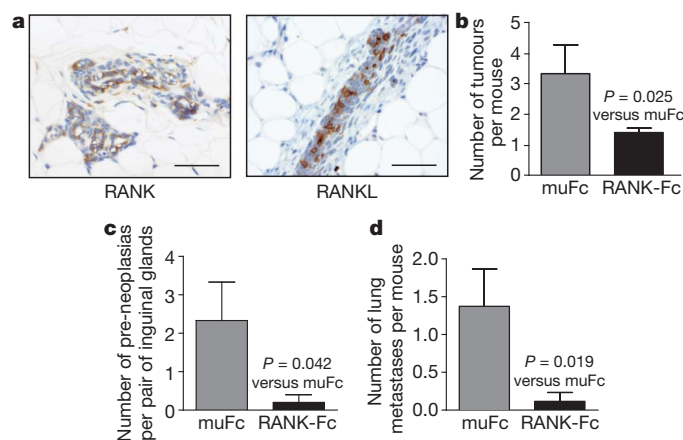 a
RANK
RANKL
b
Number of tumours
per mouse
5
4
3
2
1
0
P = 0.025
versus muFc
muFc
RANK-Fc
c
Number of pre-neoplasias
per pair of inguinal glands
4
3
2
1
0
P = 0.042
versus muFc
muFc
RANK-Fc
d
Number of lung
metastases per mouse
2.0
1.5
1.0
0.5
0.0
P = 0.019
versus muFc
muFc
RANK-Fc